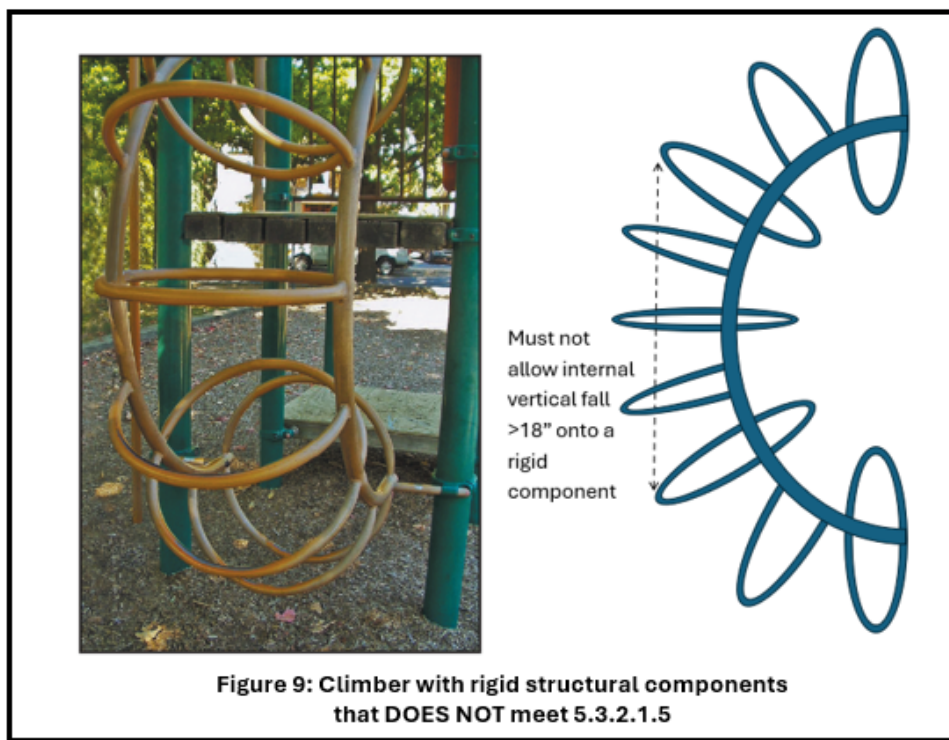 Must not
allow internal
vertical fall
>18” onto a
rigid
component
Figure 9: Climber with rigid structural components
that DOES NOT meet 5.3.2.1.5